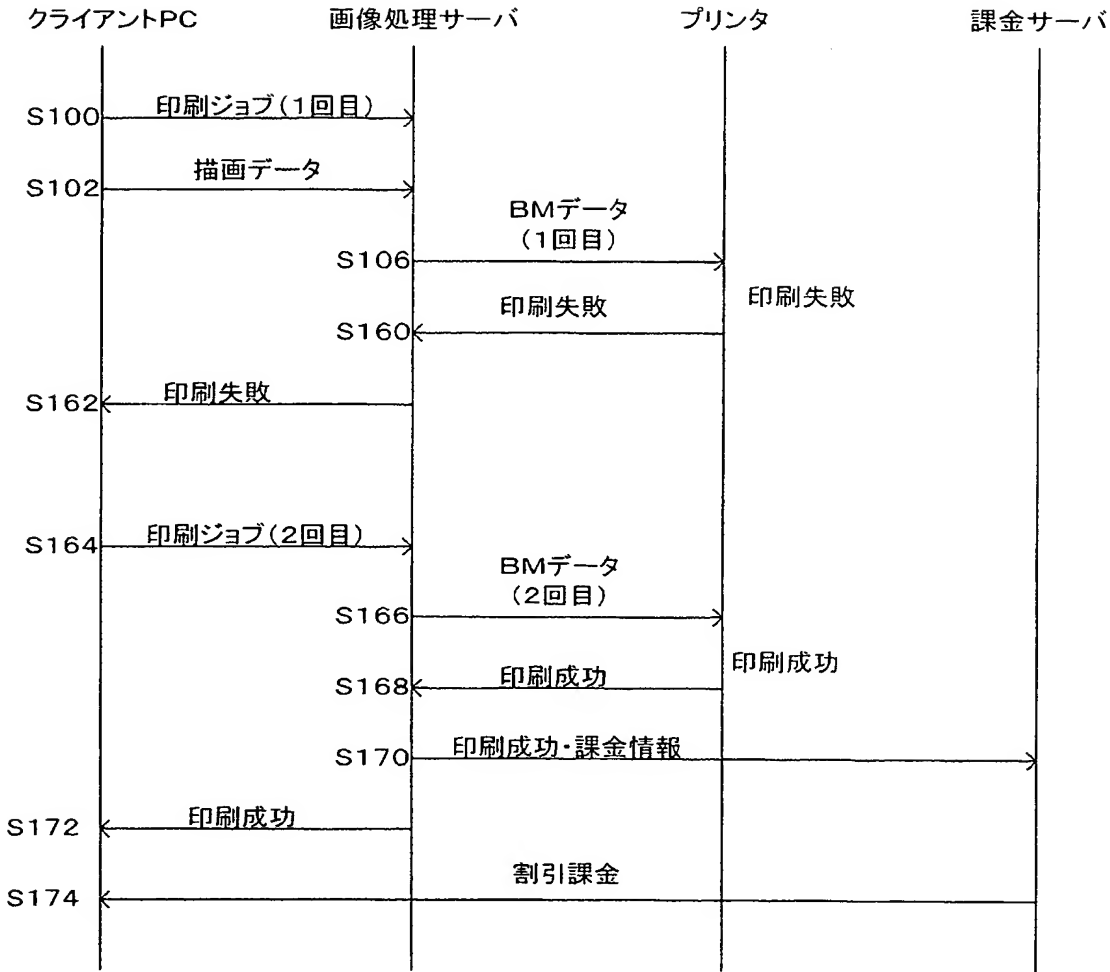 クライアントPC
画像処理サーバ
プリンタ
課金サーバ
S100
印刷ジョブ(1回目)
S102
描画データ
BMデータ
(1回目)
S106
印刷失敗
印刷失敗
S160
印刷失敗
S162
印刷ジョブ(2回目)
S164
BMデータ
(2回目)
S166
印刷成功
印刷成功
S168
印刷成功・課金情報
S170
印刷成功
S172
割引課金
S174